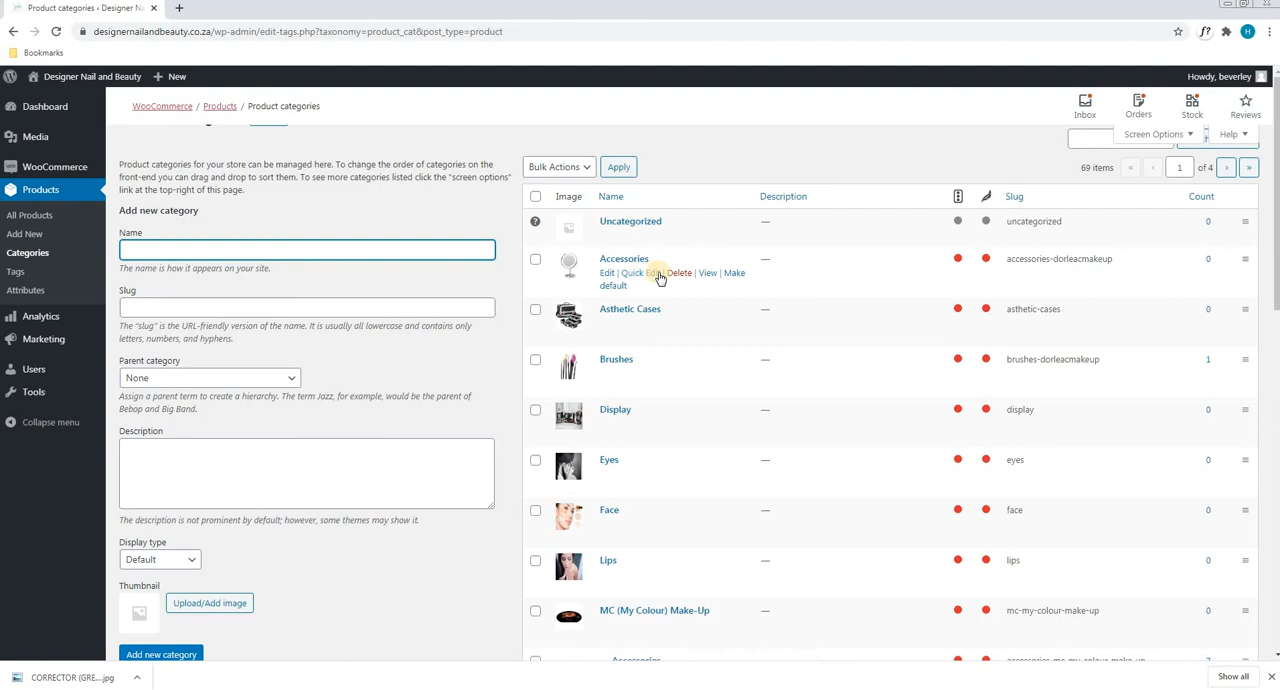 Product categories ‹ Designer N
designernailandbeauty.co.za/wp-admin/edit-tags.php?taxonomy=product_cat&post_type=product
Bookmarks
Designer Nail and Beauty
New
Howdy, beverley
Dashboard
Media
WooCommerce
Products
All Products
Add New
Categories
Tags
Attributes
Analytics
Marketing
Users
Tools
Collapse menu
WooCommerce / Products / Product categories
Inbox
Orders
Stock
Reviews
Screen Options
Help
Product categories for your store can be managed here. To change the order of categories on the
front-end you can drag and drop to sort them. To see more categories listed click the "screen options"
link at the top-right of this page.
Add new category
Name
The name is how it appears on your site.
Slug
The "slug" is the URL-friendly version of the name. It is usually all lowercase and contains only
letters, numbers, and hyphens.
Parent category
None
Assign a parent term to create a hierarchy. The term Jazz, for example, would be the parent of
Bebop and Big Band.
Description
The description is not prominent by default; however, some themes may show it.
Display type
Default
Thumbnail
Upload/Add image
Add new category
Bulk Actions
Apply
69 items « ‹ 1 of 4 › »
Image Name Description Slug Count
Uncategorized — uncategorized 0
Accessories — accessories-dorleacmakeup 0
Edit | Quick Edit | Delete | View | Make
default
Asthetic Cases — asthetic-cases 0
Brushes — brushes-dorleacmakeup 1
Display — display 0
Eyes — eyes 0
Face — face 0
Lips — lips 0
MC (My Colour) Make-Up — mc-my-colour-make-up 0
Accessories accessories-mc-my-colour-make-up 7
CORRECTOR (GRE....jpg
Show all